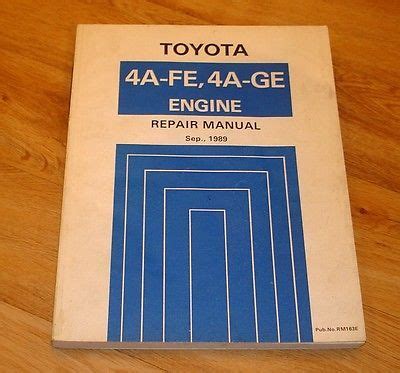 TOYOTA
4A-FE, 4A-GE
ENGINE
REPAIR MANUAL
Sep., 1989
Pub. No. RM163E